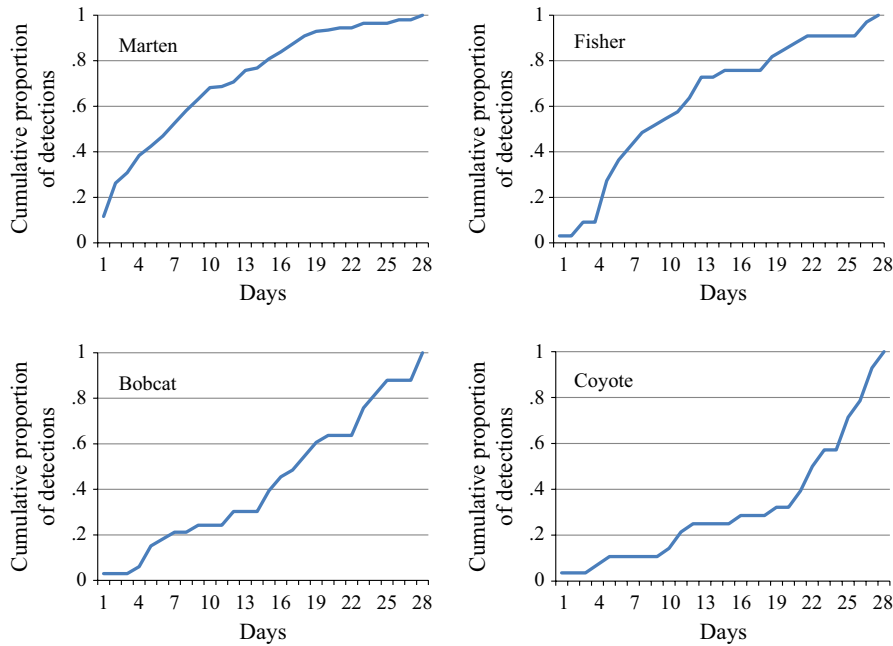 Cumulative proportion
of detections
1
.8
.6
.4
.2
0
Marten
1 4 7 10 13 16 19 22 25 28
Days
Cumulative proportion
of detections
1
.8
.6
.4
.2
0
Fisher
1 4 7 10 13 16 19 22 25 28
Days
Cumulative proportion
of detections
1
.8
.6
.4
.2
0
Bobcat
1 4 7 10 13 16 19 22 25 28
Days
Cumulative proportion
of detections
1
.8
.6
.4
.2
0
Coyote
1 4 7 10 13 16 19 22 25 28
Days